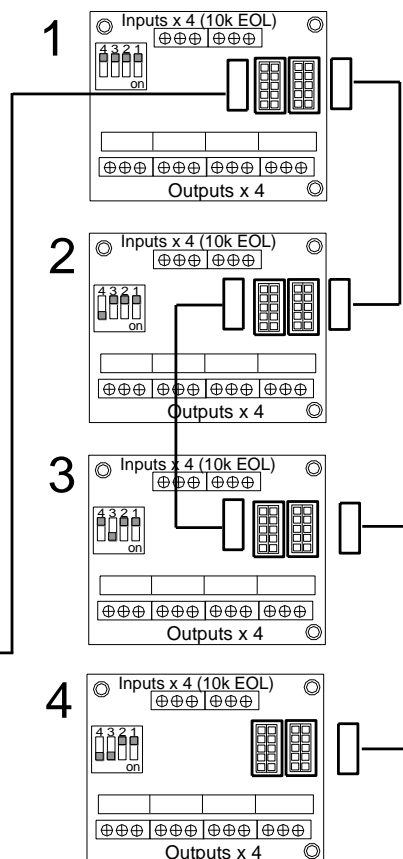 1
Inputs x 4 (10k EOL)
4 3 2 1
on
Outputs x 4
2
Inputs x 4 (10k EOL)
4 3 2 1
on
Outputs x 4
3
Inputs x 4 (10k EOL)
4 3 2 1
on
Outputs x 4
4
Inputs x 4 (10k EOL)
4 3 2 1
on
Outputs x 4